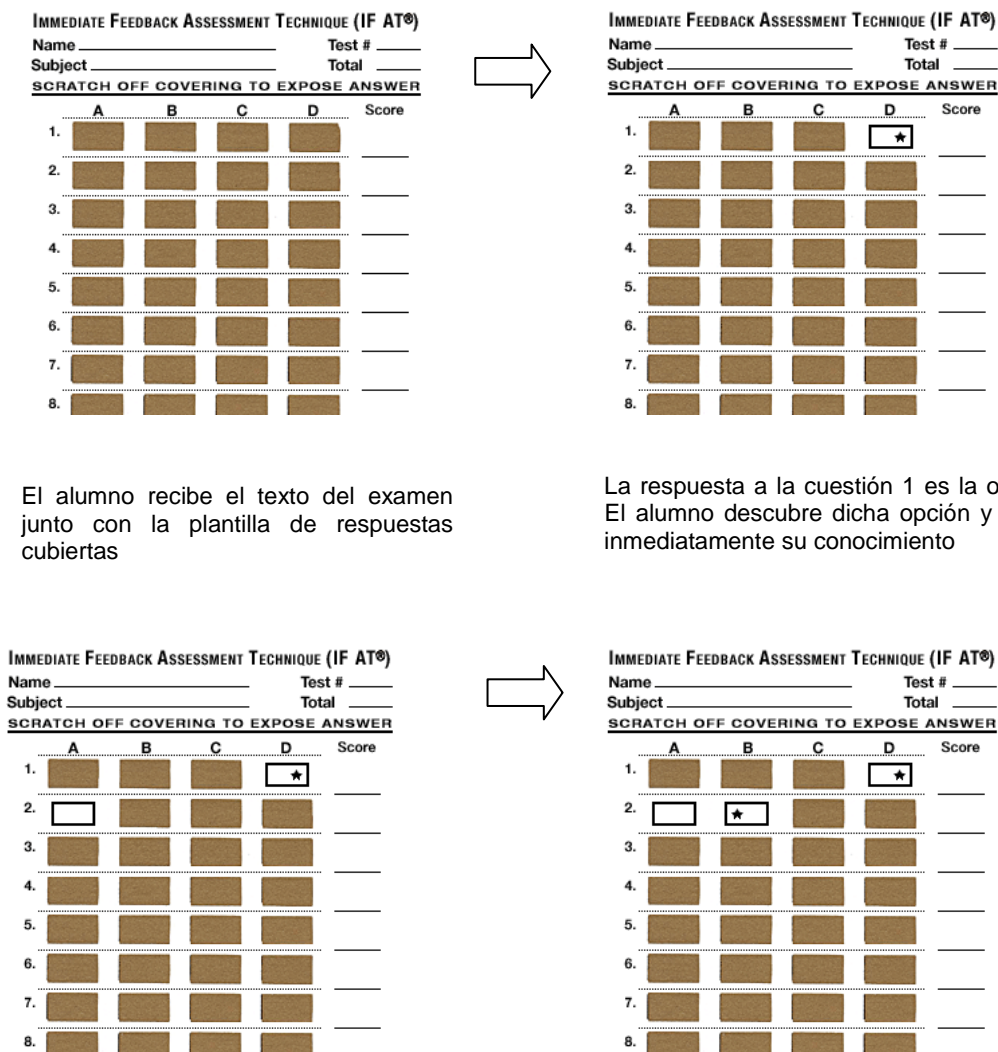 IMMEDIATE FEEDBACK ASSESSMENT TECHNIQUE (IF AT®)
Name Test #
Subject Total
SCRATCH OFF COVERING TO EXPOSE ANSWER
A B C D Score
1.
2.
3.
4.
5.
6.
7.
8.
IMMEDIATE FEEDBACK ASSESSMENT TECHNIQUE (IF AT®)
Name Test #
Subject Total
SCRATCH OFF COVERING TO EXPOSE ANSWER
A B C D Score
1.
2.
3.
4.
5.
6.
7.
8.
El alumno recibe el texto del examen
junto con la plantilla de respuestas
cubiertas
La respuesta a la cuestión 1 es la
El alumno descubre dicha opción y
inmediatamente su conocimiento
IMMEDIATE FEEDBACK ASSESSMENT TECHNIQUE (IF AT®)
Name Test #
Subject Total
SCRATCH OFF COVERING TO EXPOSE ANSWER
A B C D Score
1.
2.
3.
4.
5.
6.
7.
8.
IMMEDIATE FEEDBACK ASSESSMENT TECHNIQUE (IF AT®)
Name Test #
Subject Total
SCRATCH OFF COVERING TO EXPOSE ANSWER
A B C D Score
1.
2.
3.
4.
5.
6.
7.
8.